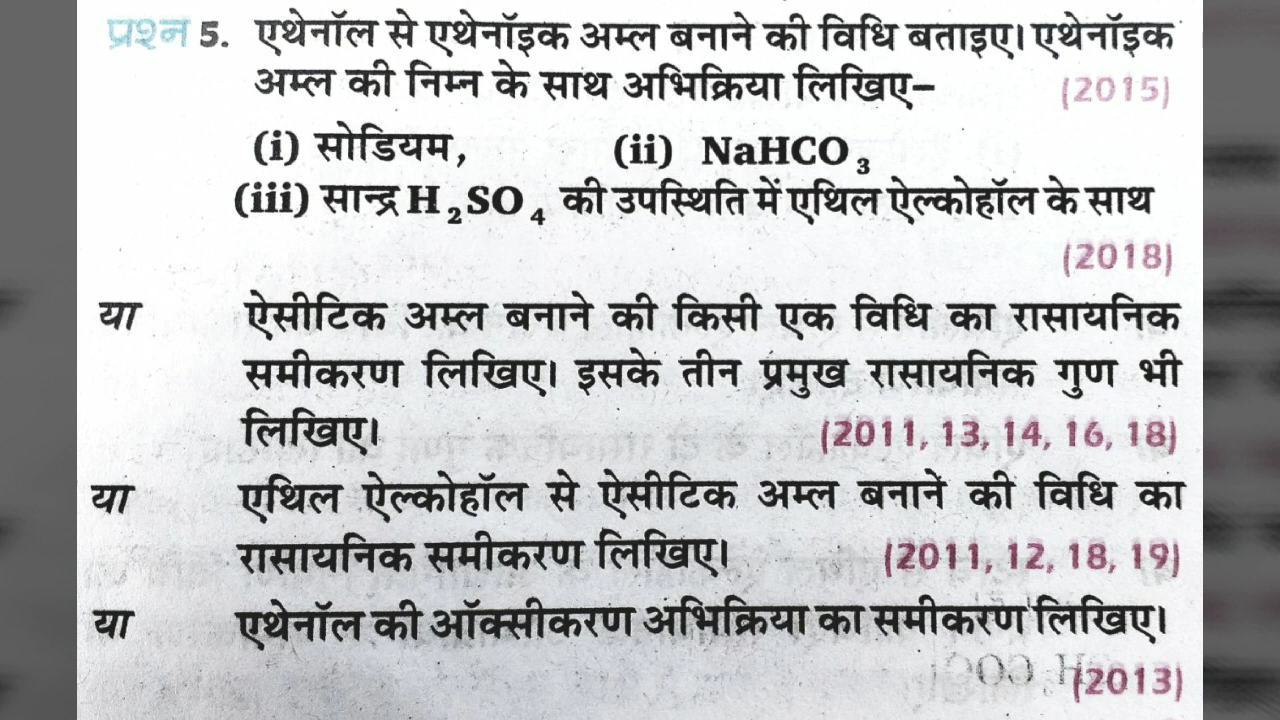 प्रश्न 5. एथेनॉल से एथेनॉइक अम्ल बनाने की विधि बताइए। एथेनॉइक
अम्ल की निम्न के साथ अभिक्रिया लिखिए– (2015)
(i) सोडियम, (ii) NaHCO₃
(iii) सान्द्र H₂SO₄ की उपस्थिति में एथिल ऐल्कोहॉल के साथ
(2018)
या ऐसीटिक अम्ल बनाने की किसी एक विधि का रासायनिक
समीकरण लिखिए। इसके तीन प्रमुख रासायनिक गुण भी
लिखिए। (2011, 13, 14, 16, 18)
या एथिल ऐल्कोहॉल से ऐसीटिक अम्ल बनाने की विधि का
रासायनिक समीकरण लिखिए। (2011, 12, 18, 19)
या एथेनॉल की ऑक्सीकरण अभिक्रिया का समीकरण लिखिए।
(2013)